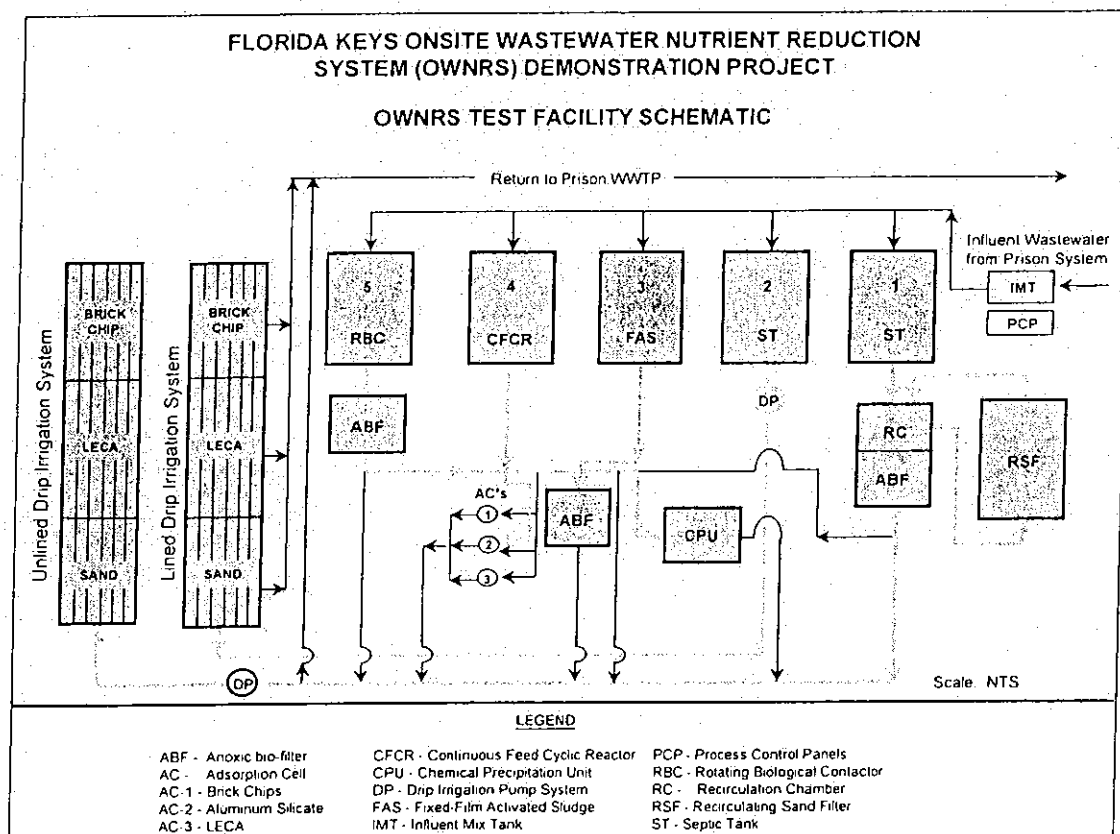 FLORIDA KEYS ONSITE WASTEWATER NUTRIENT REDUCTION
SYSTEM (OWNRS) DEMONSTRATION PROJECT
OWNRS TEST FACILITY SCHEMATIC
Return to Prison WWTP
Influent Wastewater
from Prison System
IMT
PCP
5
RBC
4
CFCR
3
FAS
2
ST
1
ST
Unlined Drip Irrigation System
BRICK
CHIP
LECA
SAND
Lined Drip Irrigation System
BRICK
CHIP
LECA
SAND
ABF
DP
RC
ABF
RSF
AC's
1
2
3
ABF
CPU
DP
Scale. NTS
LEGEND
ABF - Anoxic bio-filter
AC - Adsorption Cell
AC-1 - Brick Chips
AC-2 - Aluminum Silicate
AC-3 - LECA
CFCR - Continuous Feed Cyclic Reactor
CPU - Chemical Precipitation Unit
DP - Drip Irrigation Pump System
FAS - Fixed-Film Activated Sludge
IMT - Influent Mix Tank
PCP - Process Control Panels
RBC - Rotating Biological Contactor
RC - Recirculation Chamber
RSF - Recirculating Sand Filter
ST - Septic Tank